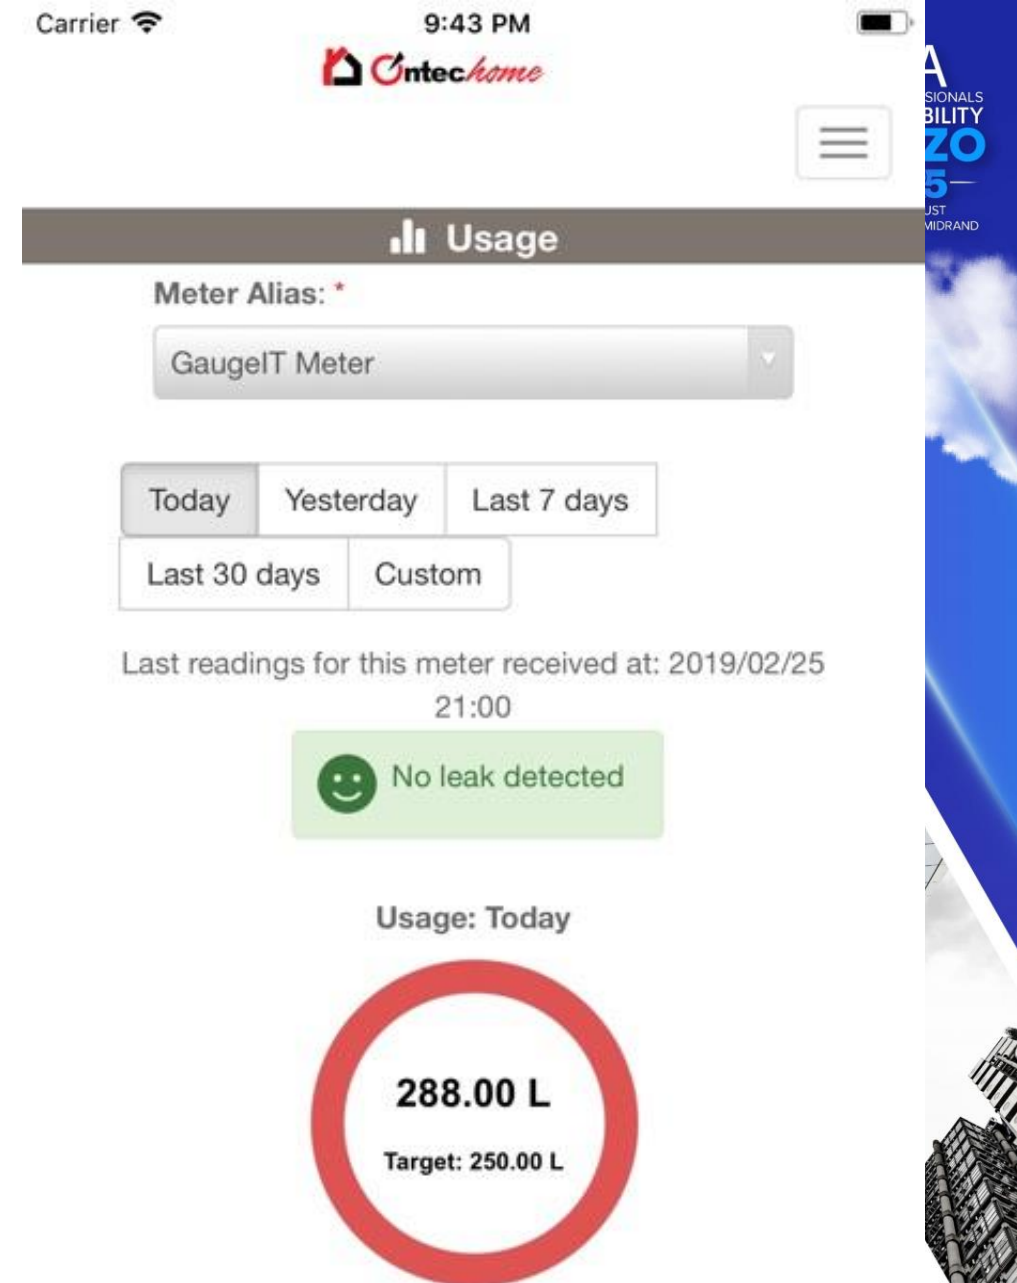 Carrier
9:43 PM
Ontechome
Usage
Meter Alias: *
GaugeIT Meter
Today
Yesterday
Last 7 days
Last 30 days
Custom
Last readings for this meter received at: 2019/02/25
21:00
No leak detected
Usage: Today
288.00 L
Target: 250.00 L
A
SIONALS
BILITY
ZO
5
UST
MIDRAND